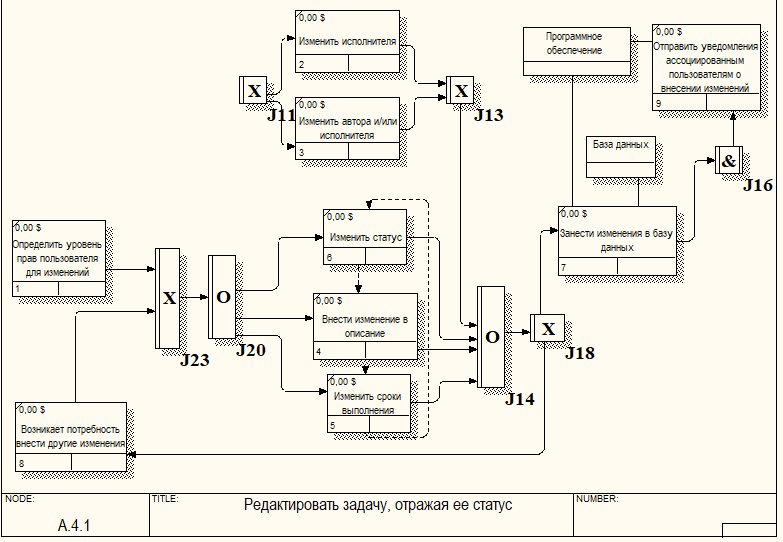 0,00 $
Изменить исполнителя
2
X
J11
0,00 $
Изменить автора и/или
исполнителя
3
X
J13
Программное
обеспечение
0,00 $
Отправить уведомления
ассоциированным
пользователям о
внесении изменений
9
База данных
&
J16
0,00 $
Занести изменения в базу
данных
7
0,00 $
Определить уровень
прав пользователя
для изменений
1
X
J23
O
J20
0,00 $
Изменить статус
6
0,00 $
Внести изменение в
описание
4
0,00 $
Изменить сроки
выполнения
5
O
J14
X
J18
0,00 $
Возникает потребность
внести другие изменения
8
NODE:
A.4.1
TITLE:
Редактировать задачу, отражая ее статус
NUMBER: